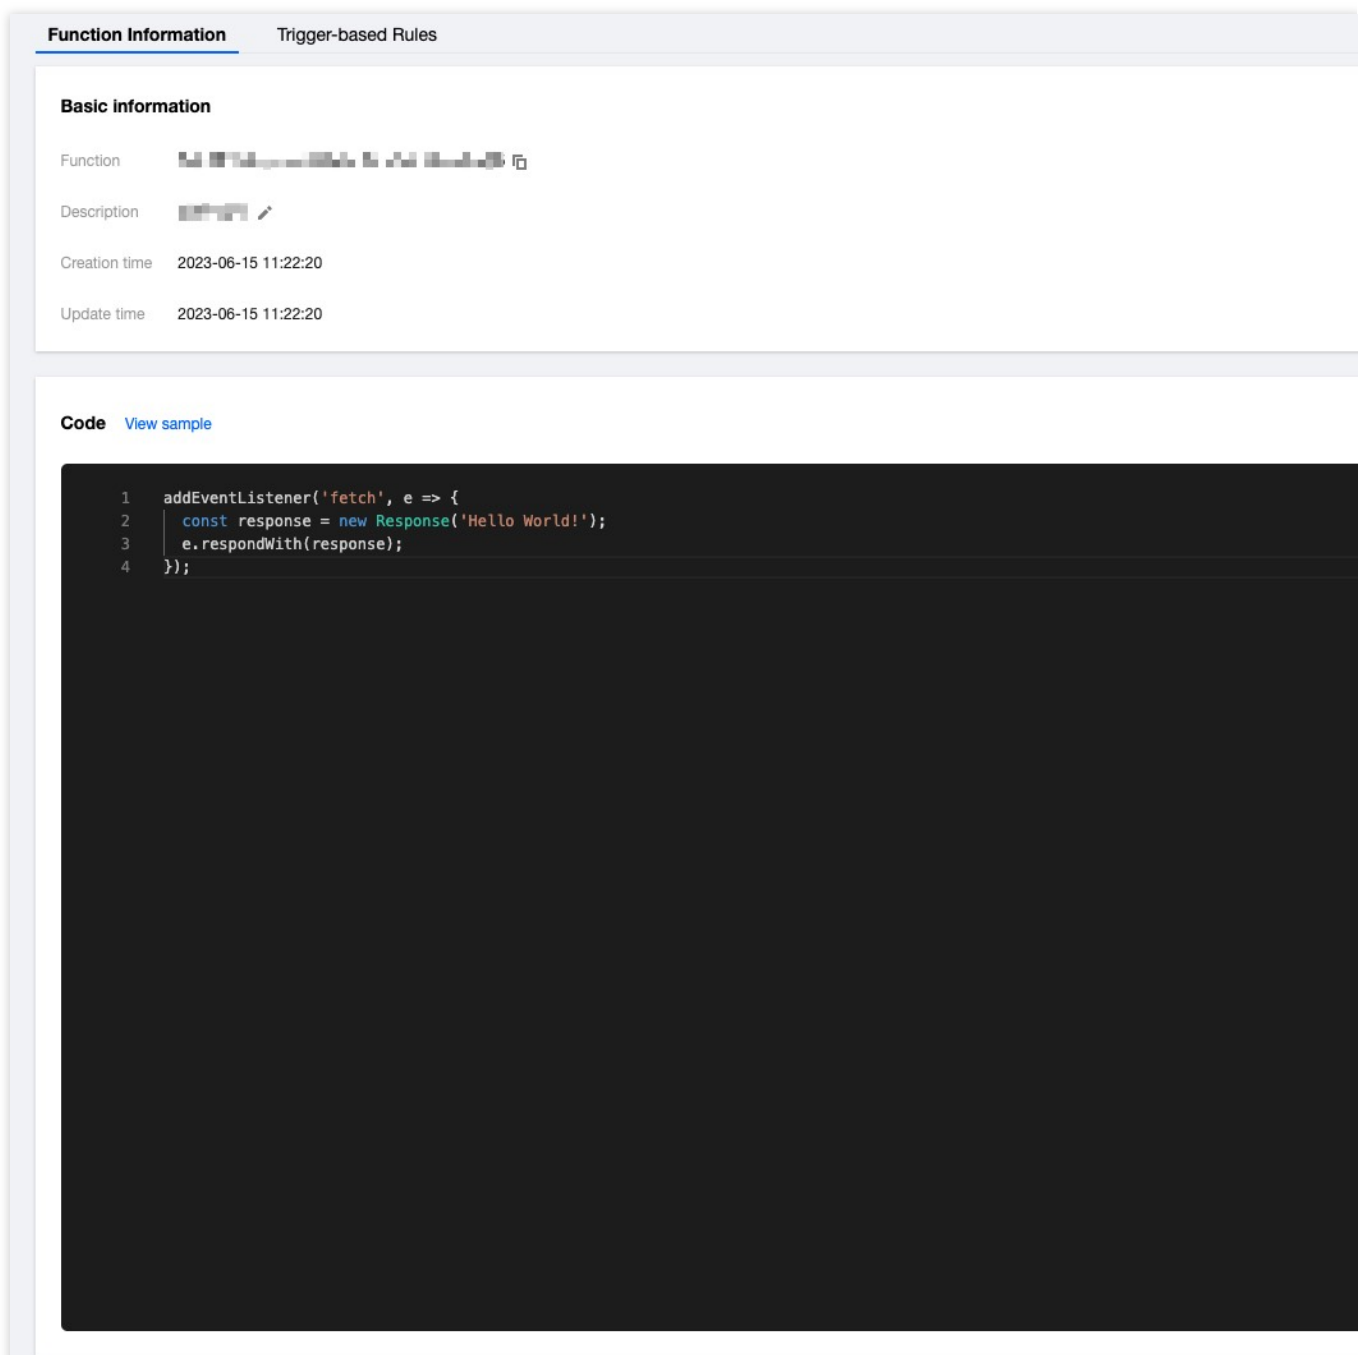 Function Information Trigger-based Rules
Basic information
Function
Description
Creation time 2023-06-15 11:22:20
Update time 2023-06-15 11:22:20
Code View sample
1 addEventListener('fetch', e => {
2 const response = new Response('Hello World!');
3 e.respondWith(response);
4 });